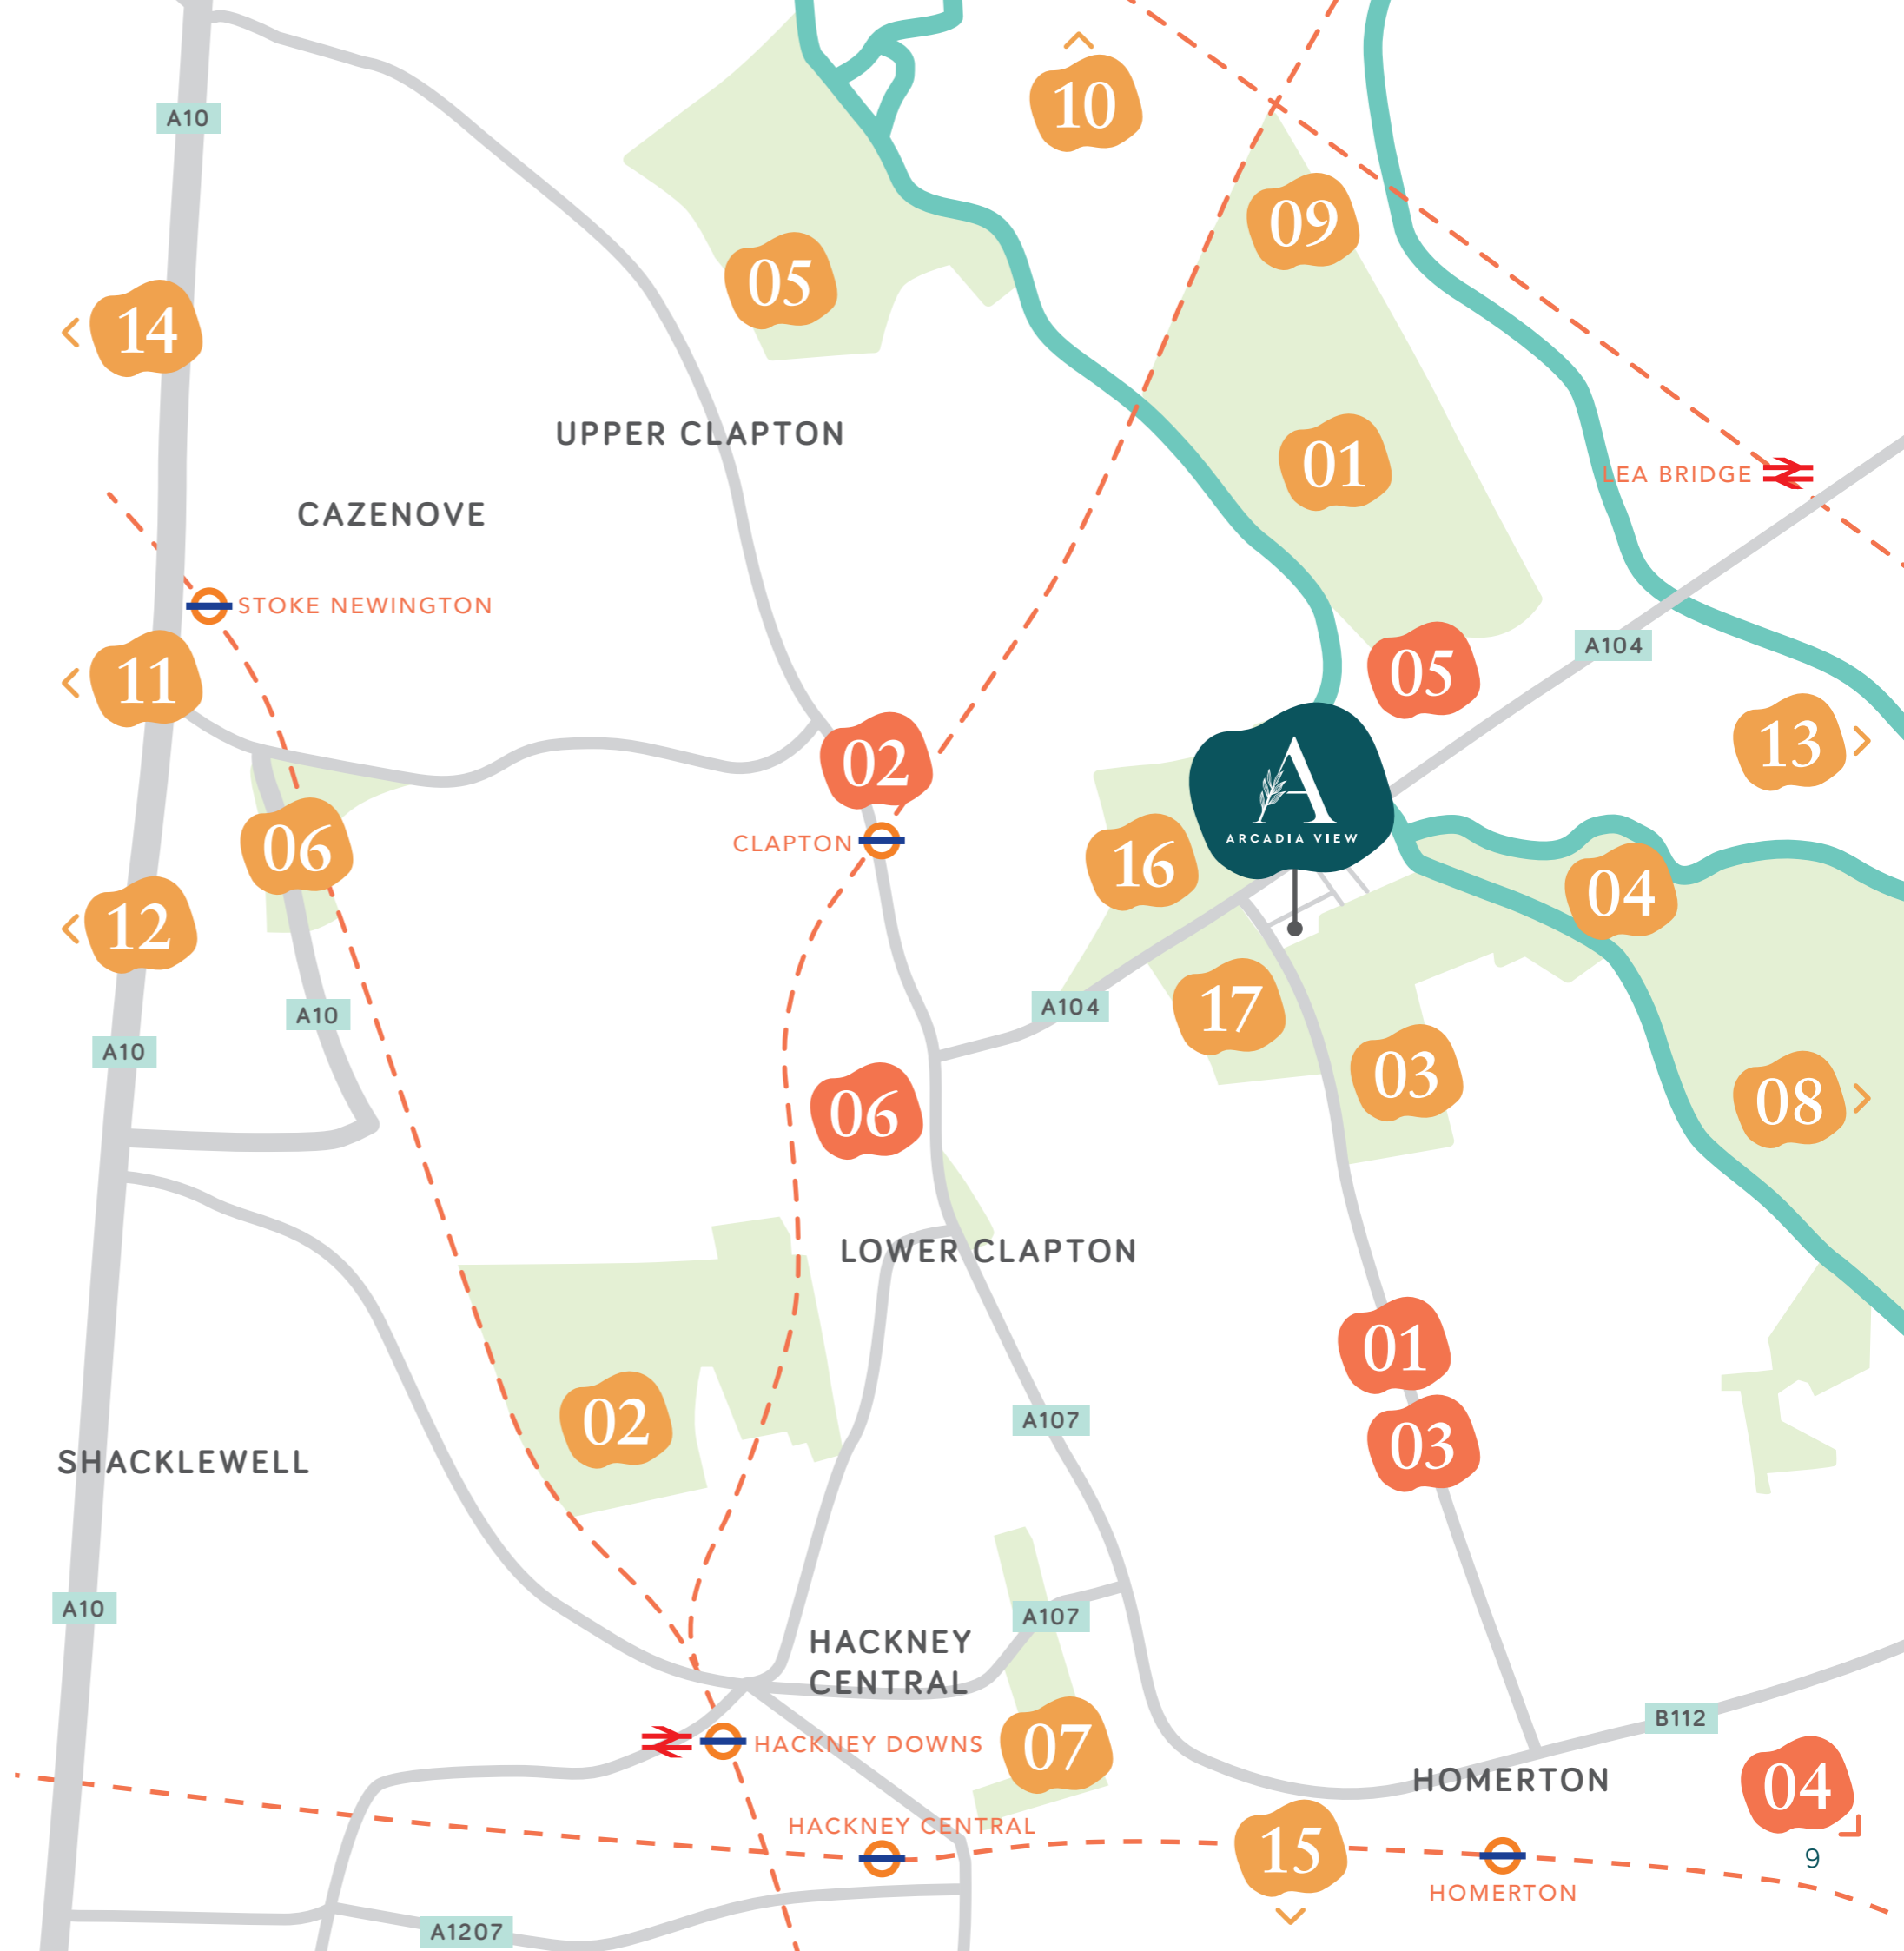 10
A10
09
05
14
UPPER CLAPTON
01
LEA BRIDGE
CAZENOVE
STOKE NEWINGTON
A104
05
11
13
02
A
ARCADIA VIEW
CLAPTON
06
16
04
12
A104
17
A10
A10
03
08
06
LOWER CLAPTON
01
02
A107
03
SHACKLEWELL
A10
A107
HACKNEY
CENTRAL
B112
HACKNEY DOWNS
07
HOMERTON
04
HACKNEY CENTRAL
15
9
HOMERTON
A1207